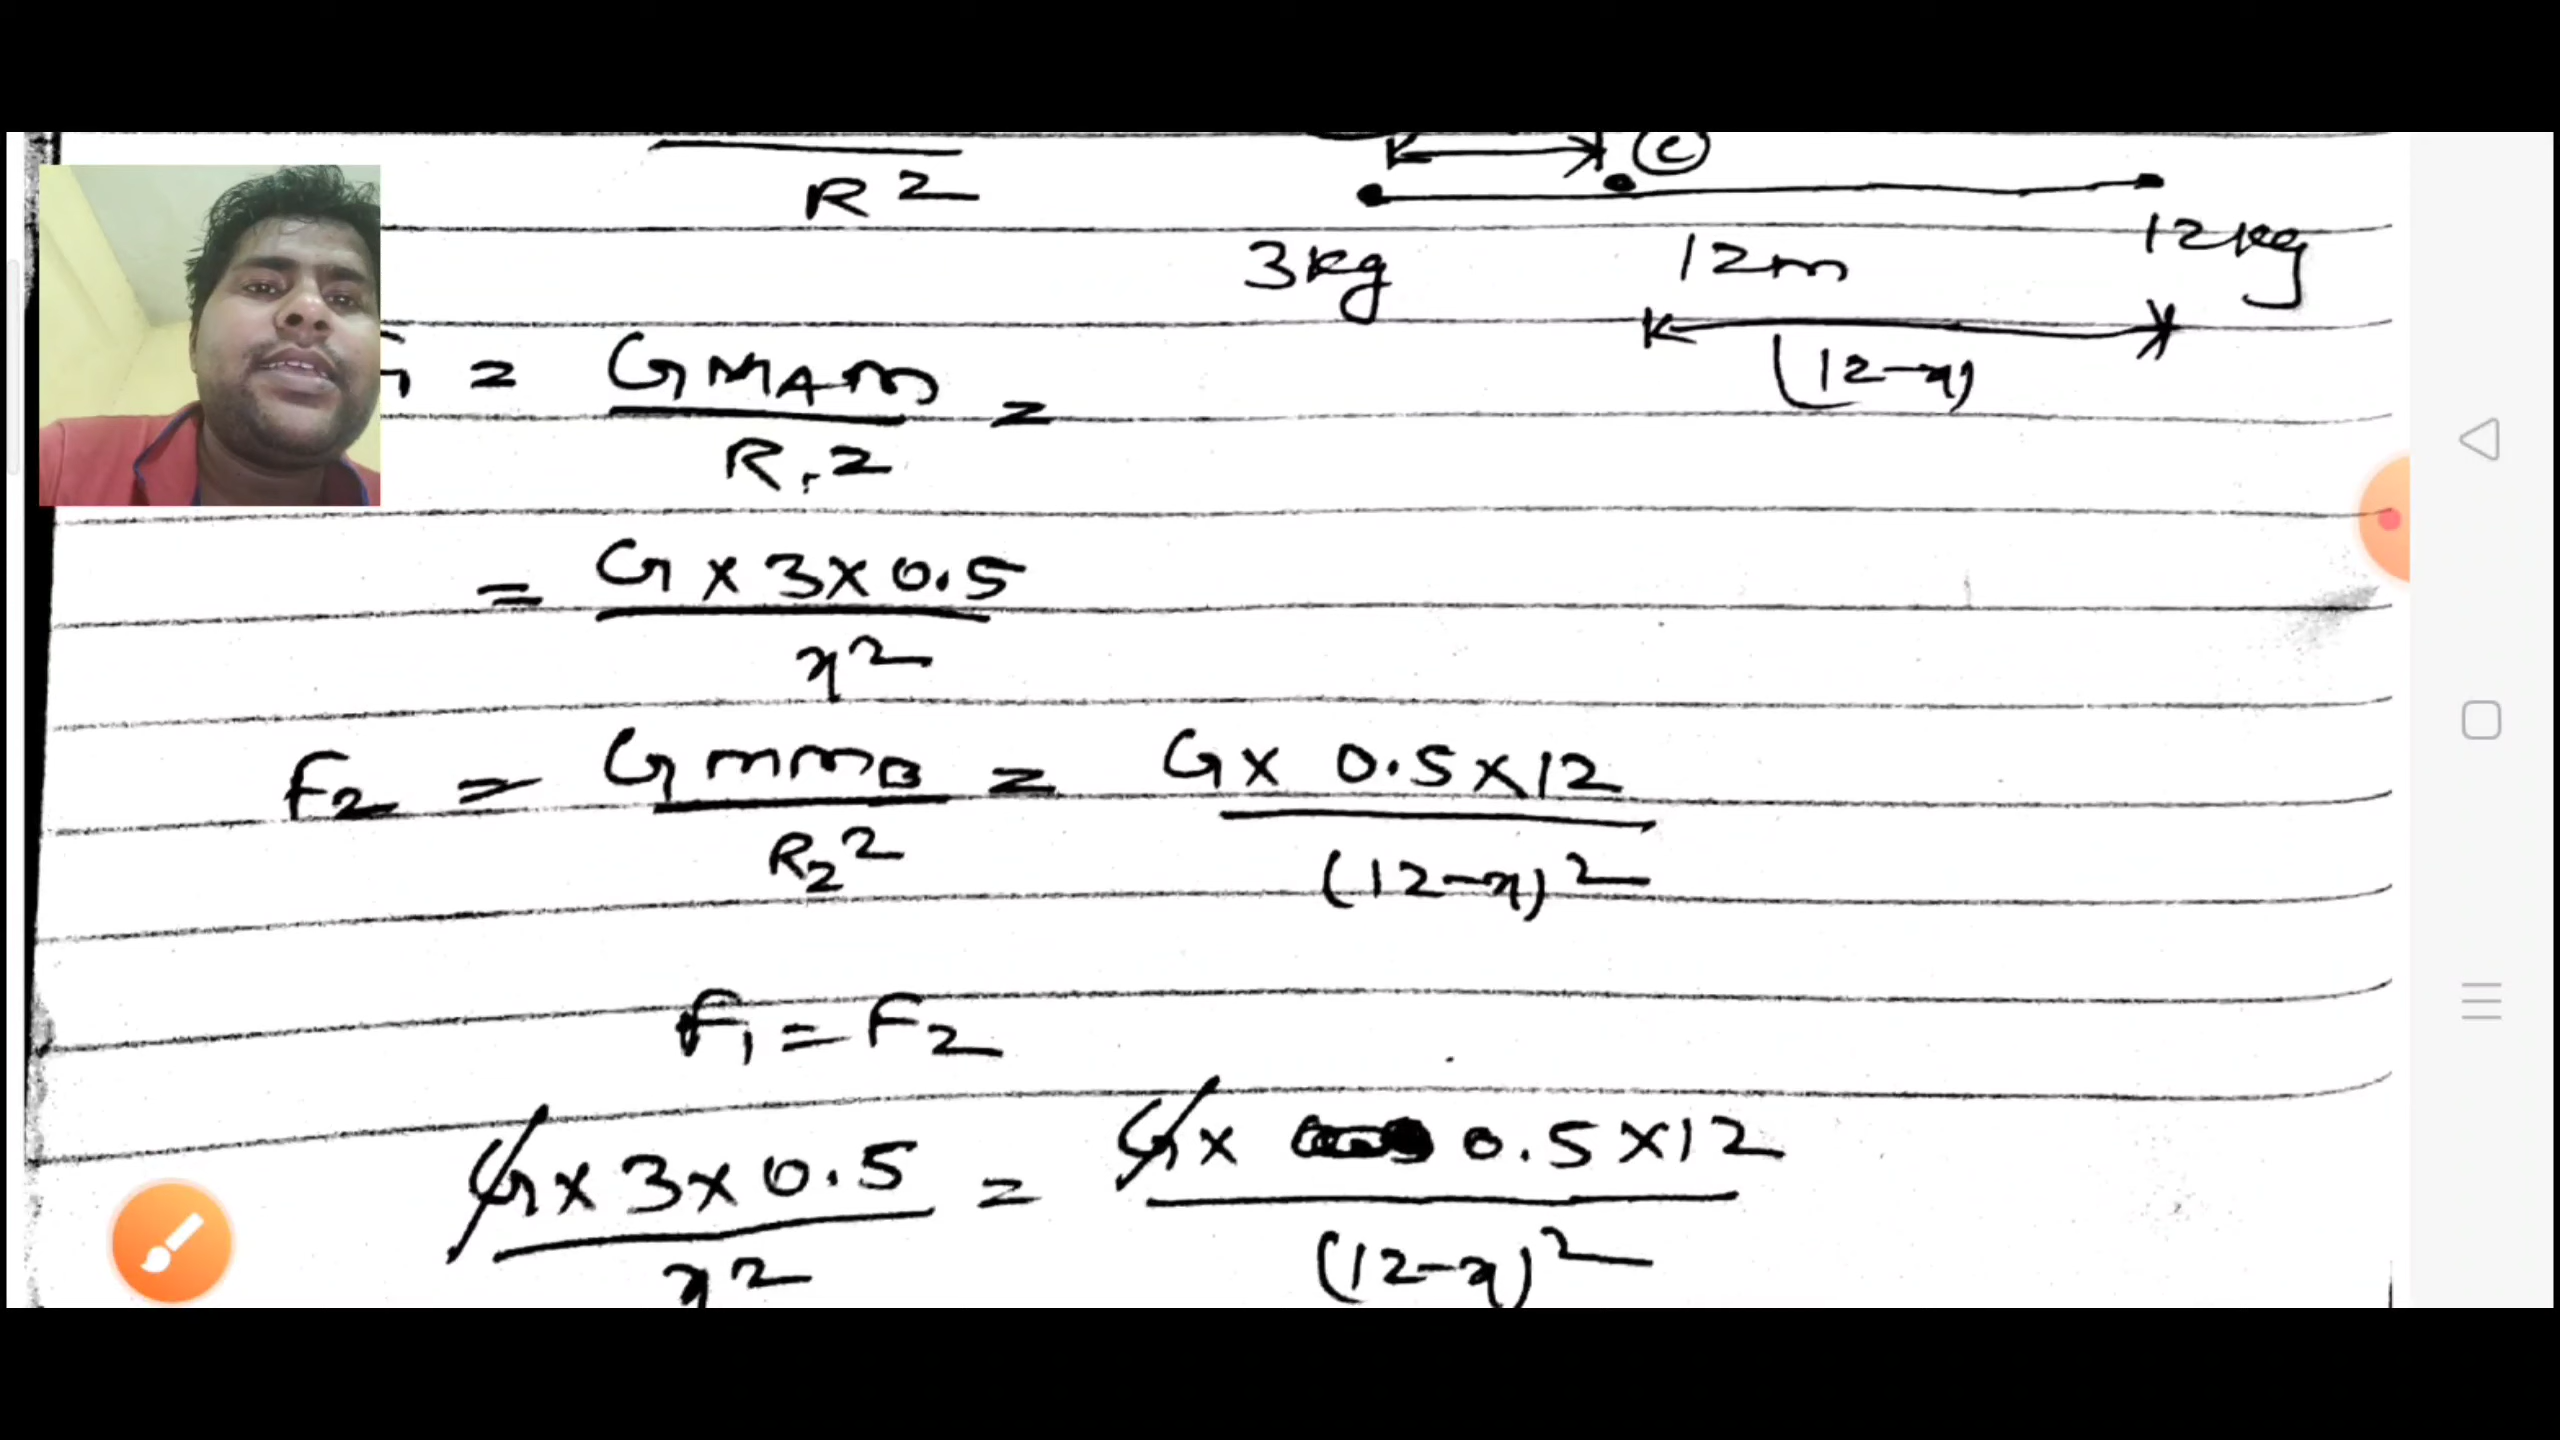 R²
©
3kg 12m 12kg
(12-x)
= GMAm / R₁² =
= G x 3 x 0.5 / x²
F₂ = GmMB / R₂² = G x 0.5 x 12 / (12-x)²
F₁ = F₂
G x 3 x 0.5 / x² = G x 0.5 x 12 / (12-x)²